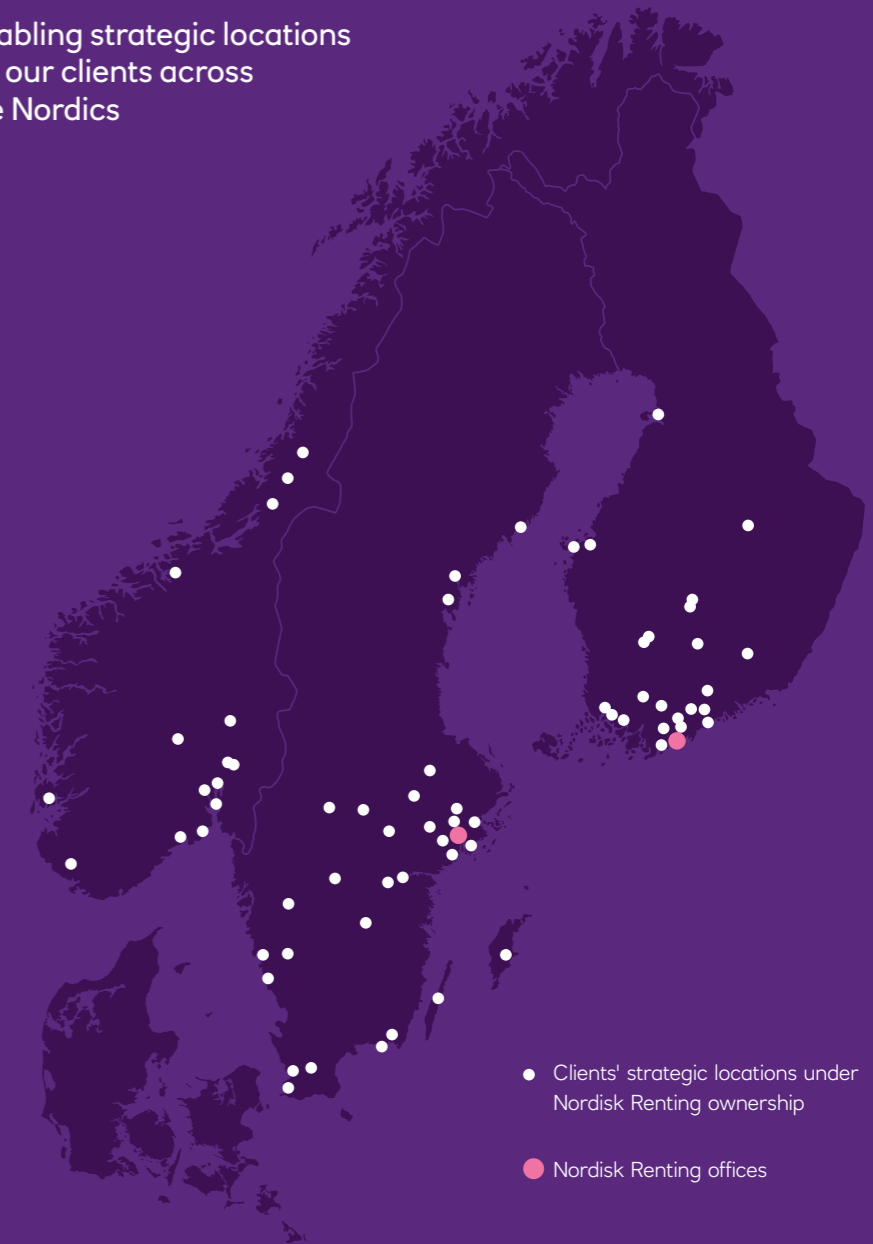 abling strategic locations
our clients across
Nordics
Clients' strategic locations under
Nordisk Renting ownership
Nordisk Renting offices